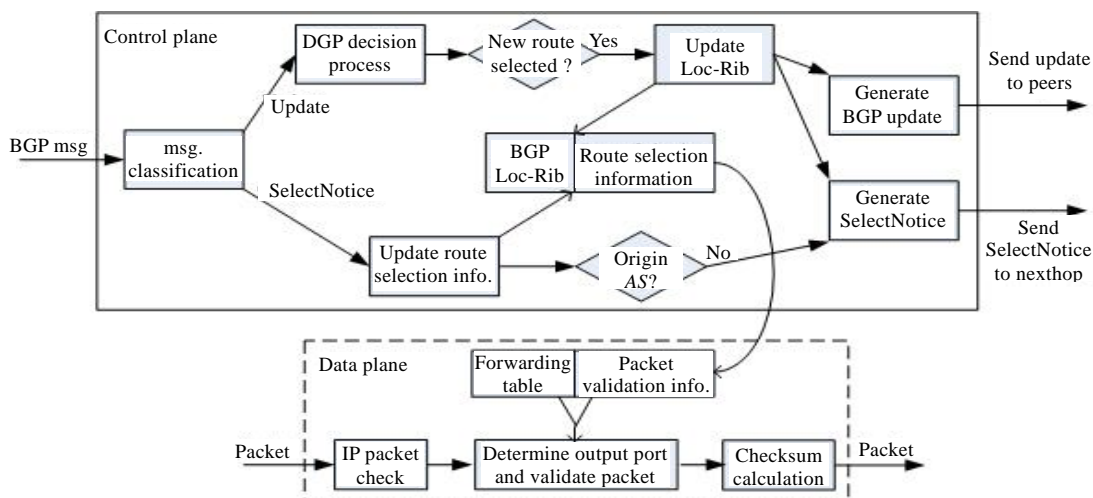 Control plane
DGP decision
process
New route
selected ?
Yes
Update
Loc-Rib
Send update
to peers
Generate
BGP update
Update
BGP msg
msg.
classification
BGP
Loc-Rib
Route selection
information
SelectNotice
Generate
SelectNotice
Send
SelectNotice
to nexthop
Update route
selection info.
Origin
AS?
No
Data plane
Forwarding
table
Packet
validation info.
Packet
IP packet
check
Determine output port
and validate packet
Checksum
calculation
Packet